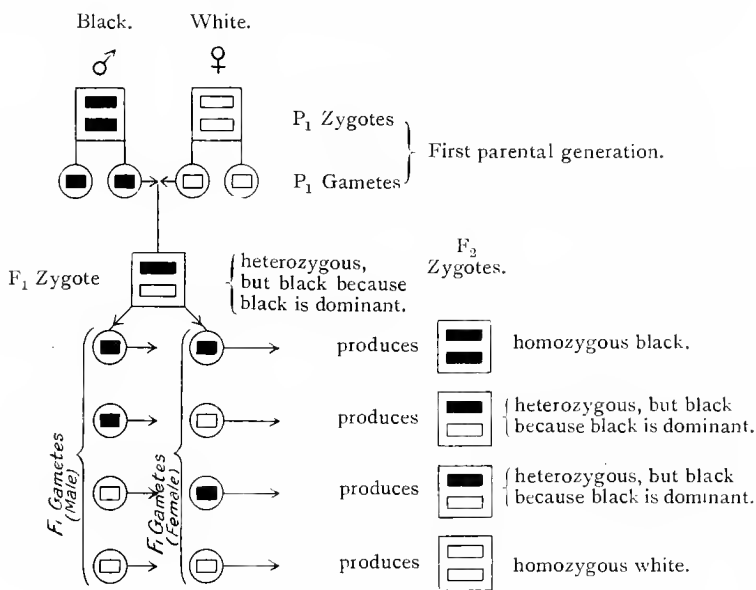 Black. White.
♂ ♀
P₁ Zygotes
First parental generation.
P₁ Gametes
F₁ Zygote
heterozygous,
but black because
black is dominant.
F₂
Zygotes.
produces homozygous black.
produces heterozygous, but black
because black is dominant.
produces heterozygous, but black
because black is dominant.
produces homozygous white.
F₁ Gametes
(Male)
F₁ Gametes
(Female)